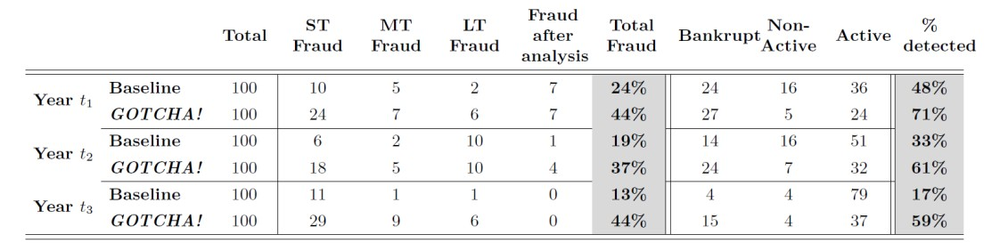 Total ST Fraud MT Fraud LT Fraud Fraud after analysis Total Fraud Bankrupt Non-Active Active % detected
Year t₁ Baseline 100 10 5 2 7 24% 24 16 36 48%
GOTCHA! 100 24 7 6 7 44% 27 5 24 71%
Year t₂ Baseline 100 6 2 10 1 19% 14 16 51 33%
GOTCHA! 100 18 5 10 4 37% 24 7 32 61%
Year t₃ Baseline 100 11 1 1 0 13% 4 4 79 17%
GOTCHA! 100 29 9 6 0 44% 15 4 37 59%